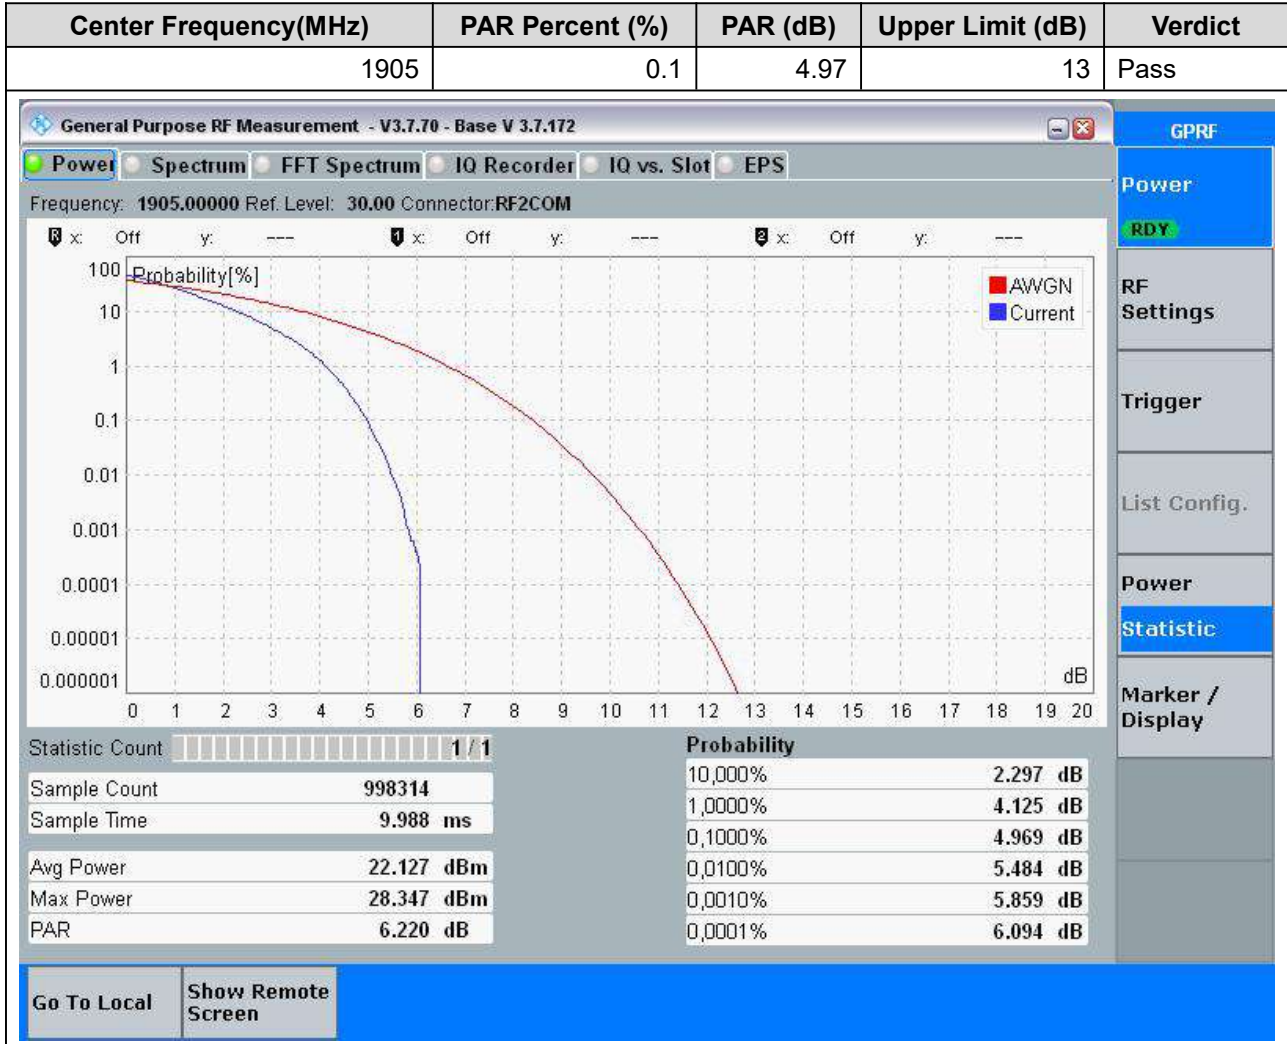 Center Frequency(MHz) PAR Percent (%) PAR (dB) Upper Limit (dB) Verdict
1905 0.1 4.97 13 Pass
General Purpose RF Measurement - V3.7.70 - Base V 3.7.172
GPRF
Power Spectrum FFT Spectrum IQ Recorder IQ vs. Slot EPS
Frequency: 1905.00000 Ref. Level: 30.00 Connector:RF2COM
R x: Off y: --- 1 x: Off y: --- 2 x: Off y: ---
Probability[%]
AWGN
Current
100
10
1
0.1
0.01
0.001
0.0001
0.00001
0.000001
dB
0 1 2 3 4 5 6 7 8 9 10 11 12 13 14 15 16 17 18 19 20
Statistic Count 1 / 1
Sample Count 998314
Sample Time 9.988 ms
Avg Power 22.127 dBm
Max Power 28.347 dBm
PAR 6.220 dB
Probability
10,000% 2.297 dB
1,0000% 4.125 dB
0,1000% 4.969 dB
0,0100% 5.484 dB
0,0010% 5.859 dB
0,0001% 6.094 dB
Power
RDY
RF
Settings
Trigger
List Config.
Power
Statistic
Marker /
Display
Go To Local
Show Remote
Screen